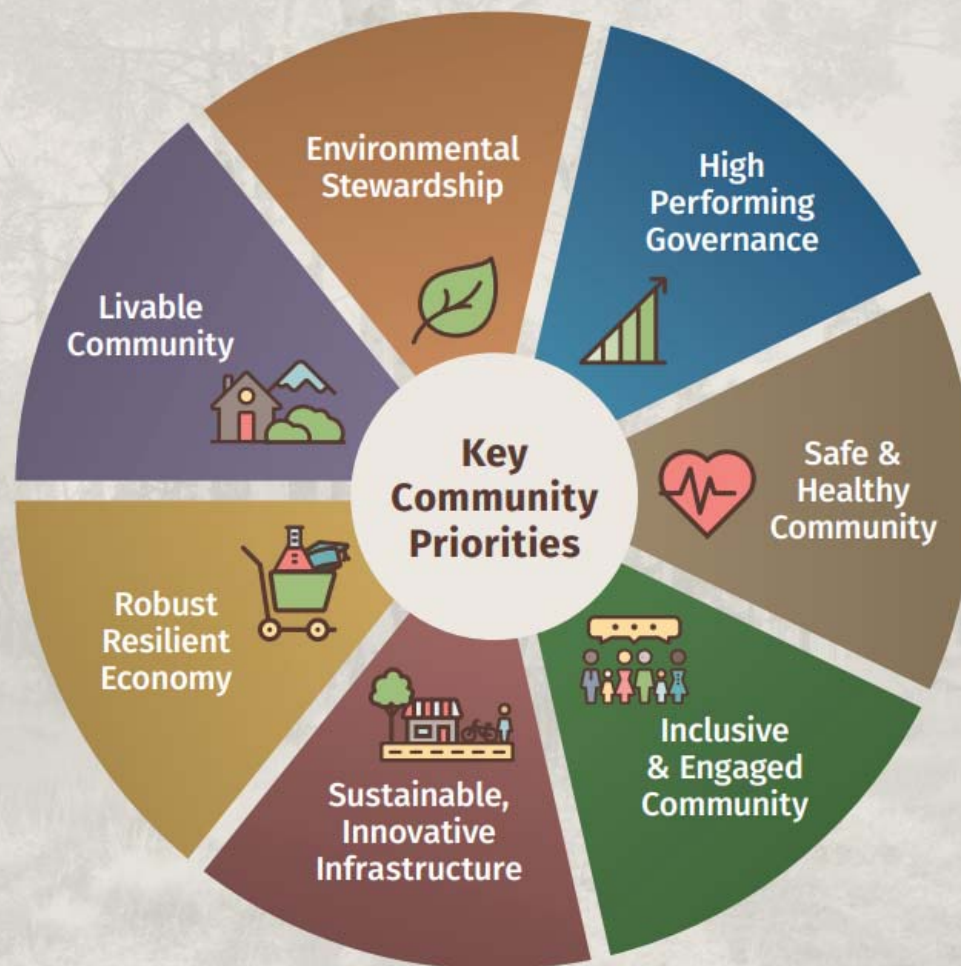 Key
Community
Priorities
Environmental
Stewardship
High
Performing
Governance
Safe &
Healthy
Community
Inclusive
& Engaged
Community
Sustainable,
Innovative
Infrastructure
Robust
Resilient
Economy
Livable
Community